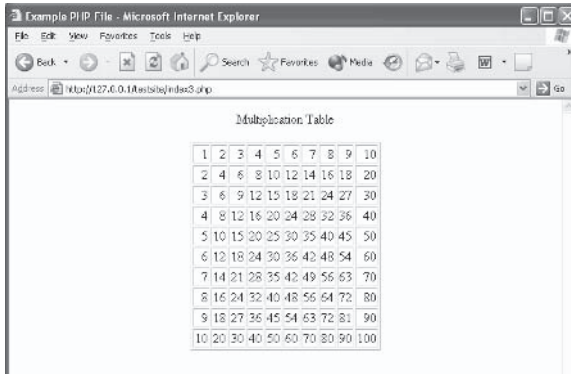 Example PHP File - Microsoft Internet Explorer
File Edit View Favorites Tools Help
Back Search Favorites Media W
Address http://127.0.0.1/testsite/index3.php Go
Multiplication Table
1 2 3 4 5 6 7 8 9 10
2 4 6 8 10 12 14 16 18 20
3 6 9 12 15 18 21 24 27 30
4 8 12 16 20 24 28 32 36 40
5 10 15 20 25 30 35 40 45 50
6 12 18 24 30 36 42 48 54 60
7 14 21 28 35 42 49 56 63 70
8 16 24 32 40 48 56 64 72 80
9 18 27 36 45 54 63 72 81 90
10 20 30 40 50 60 70 80 90 100